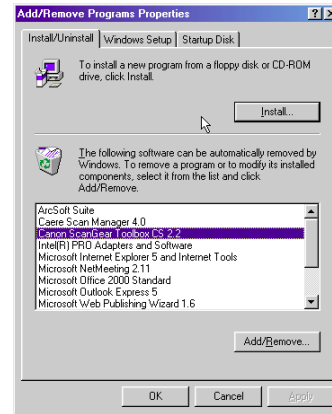 Add/Remove Programs Properties
Install/Uninstall Windows Setup Startup Disk
To install a new program from a floppy disk or CD-ROM
drive, click Install.
Install...
The following software can be automatically removed by
Windows. To remove a program or to modify its installed
components, select it from the list and click
Add/Remove.
ArcSoft Suite
Caere Scan Manager 4.0
Canon ScanGear Toolbox CS 2.2
Intel(R) PRO Adapters and Software
Microsoft Internet Explorer 5 and Internet Tools
Microsoft NetMeeting 2.11
Microsoft Office 2000 Standard
Microsoft Outlook Express 5
Microsoft Web Publishing Wizard 1.6
Add/Remove...
OK Cancel Apply